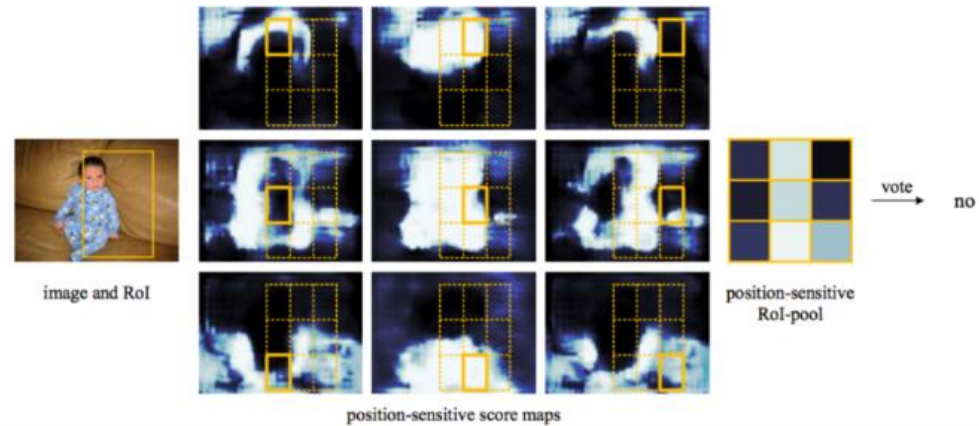 image and RoI
position-sensitive score maps
position-sensitive
RoI-pool
vote
no